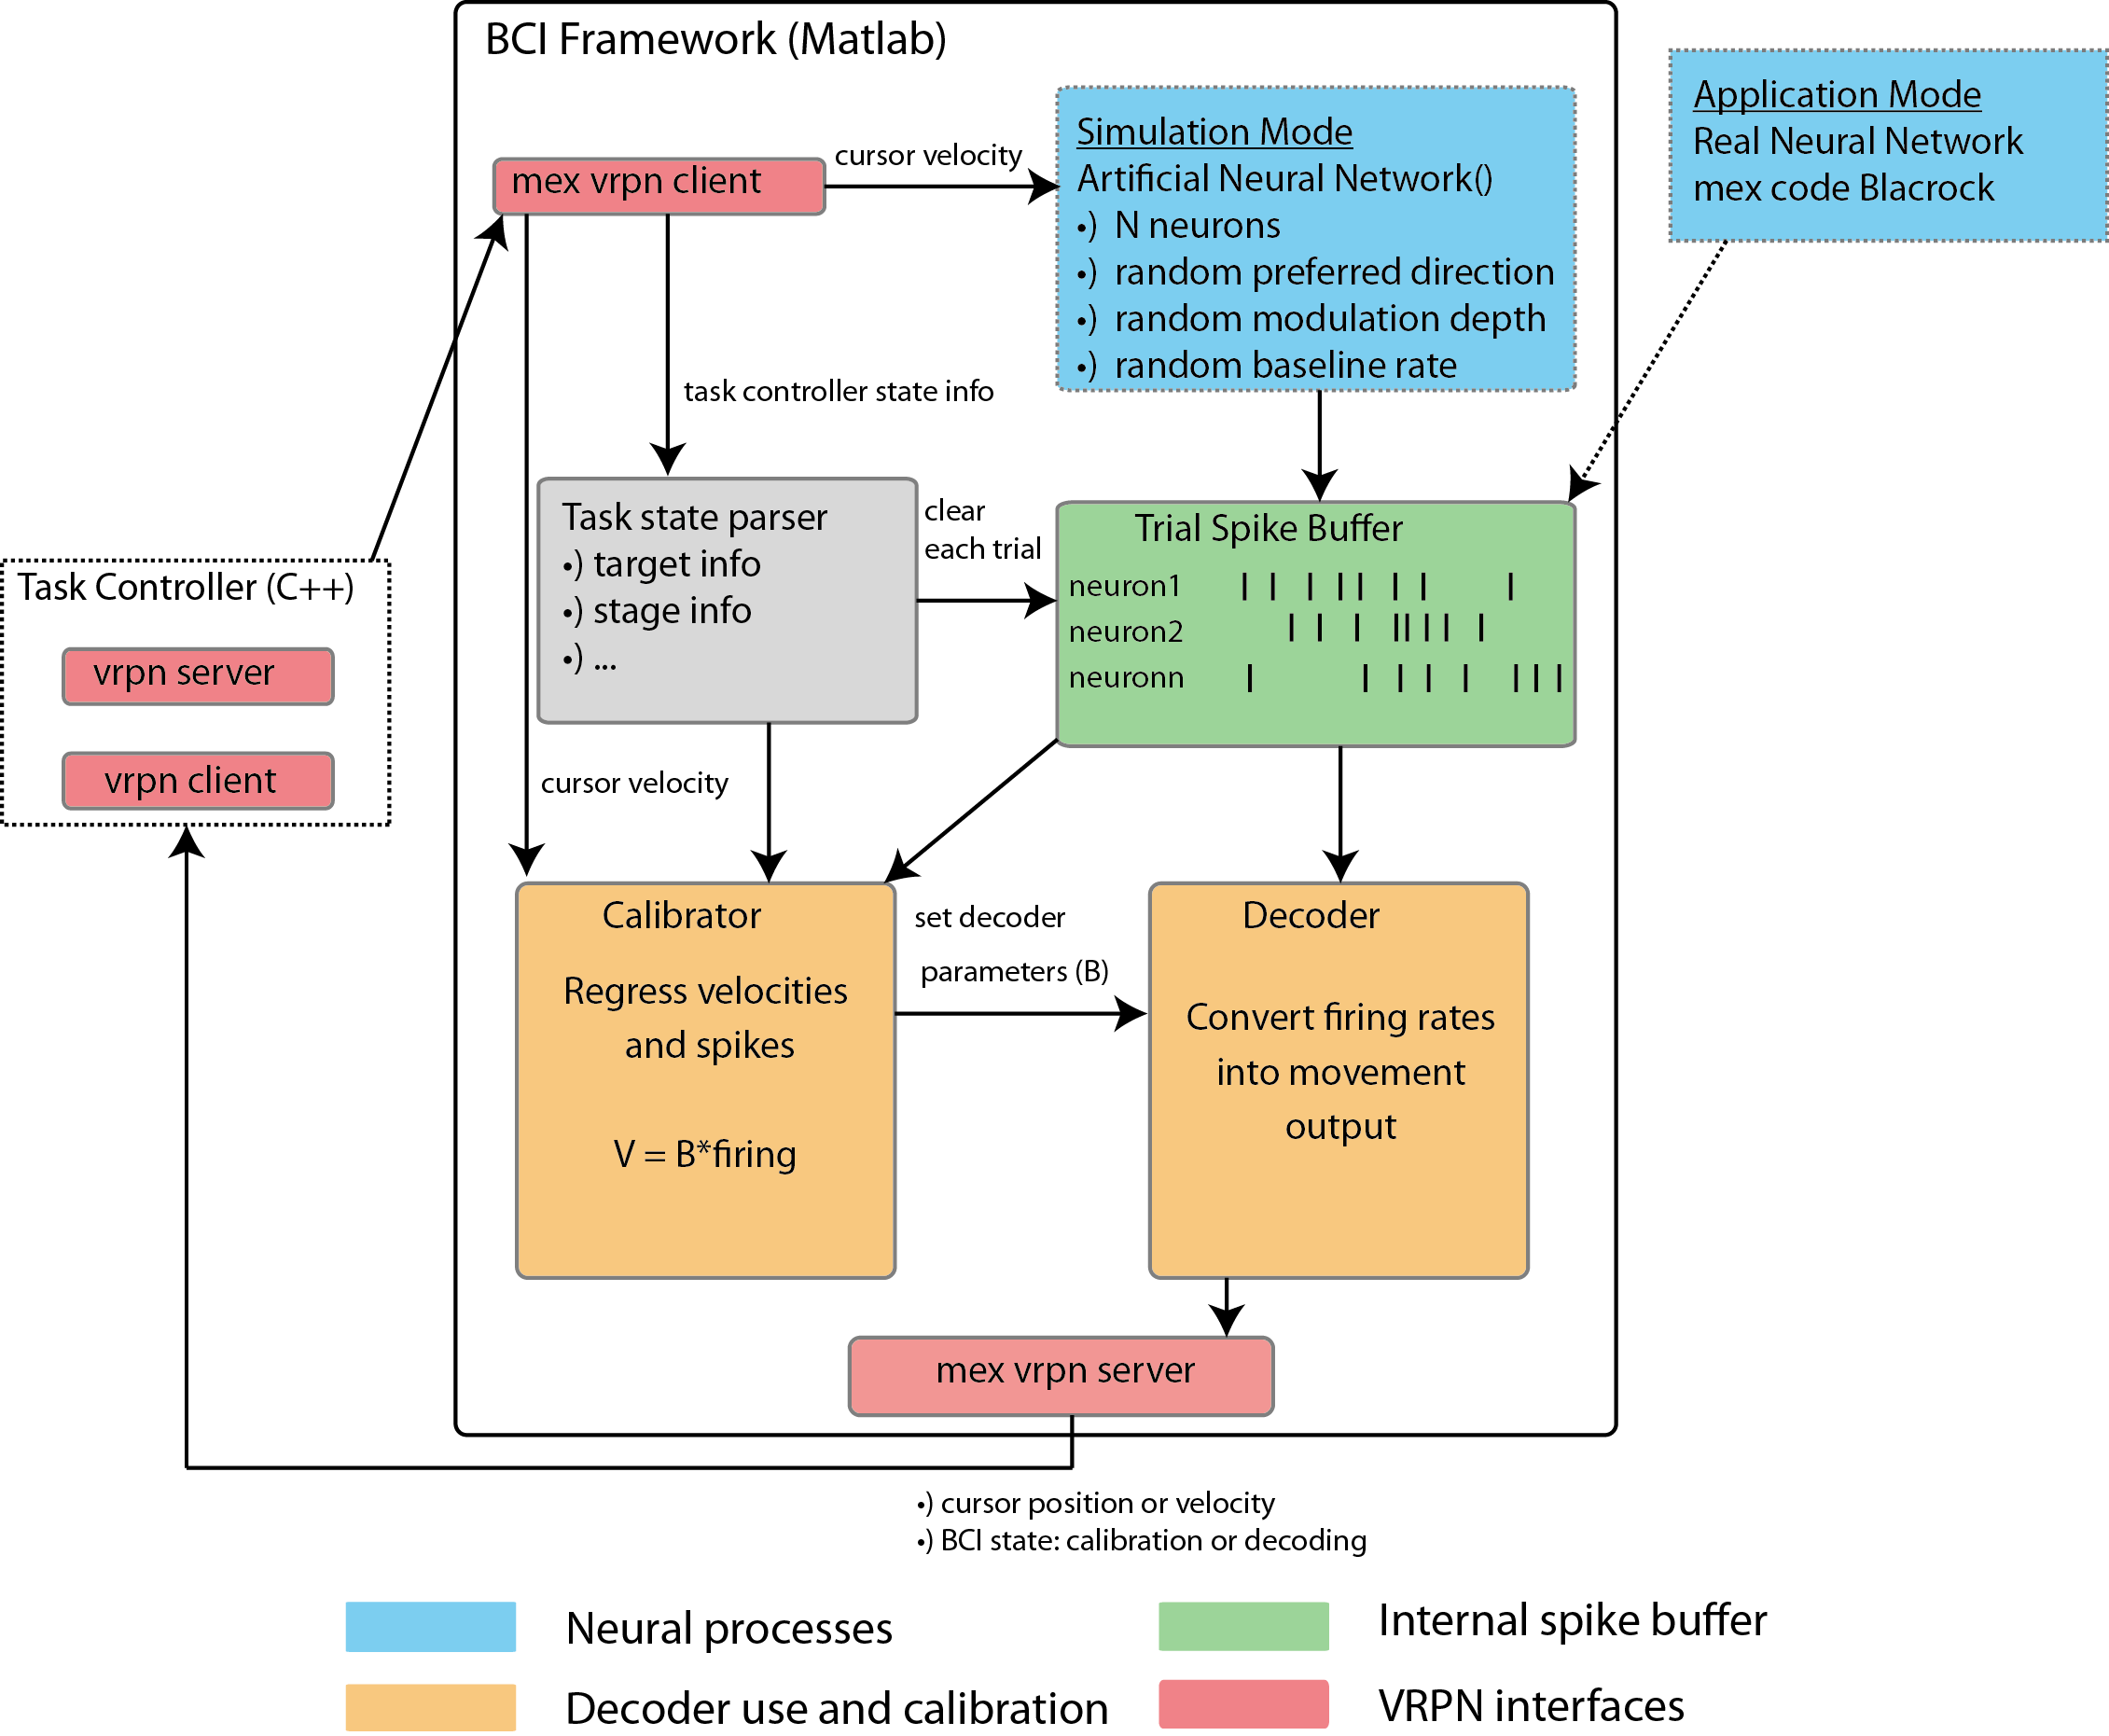 BCI Framework (Matlab)
Application Mode
Real Neural Network
mex code Blacrock
mex vrpn client
cursor velocity
Simulation Mode
Artificial Neural Network()
•) N neurons
•) random preferred direction
•) random modulation depth
•) random baseline rate
task controller state info
Task state parser
•) target info
•) stage info
•) ...
clear
each trial
Trial Spike Buffer
neuron1
neuron2
neuronn
Task Controller (C++)
vrpn server
vrpn client
cursor velocity
Calibrator
Regress velocities
and spikes
V = B*firing
set decoder
parameters (B)
Decoder
Convert firing rates
into movement
output
mex vrpn server
•) cursor position or velocity
•) BCI state: calibration or decoding
Neural processes
Internal spike buffer
Decoder use and calibration
VRPN interfaces